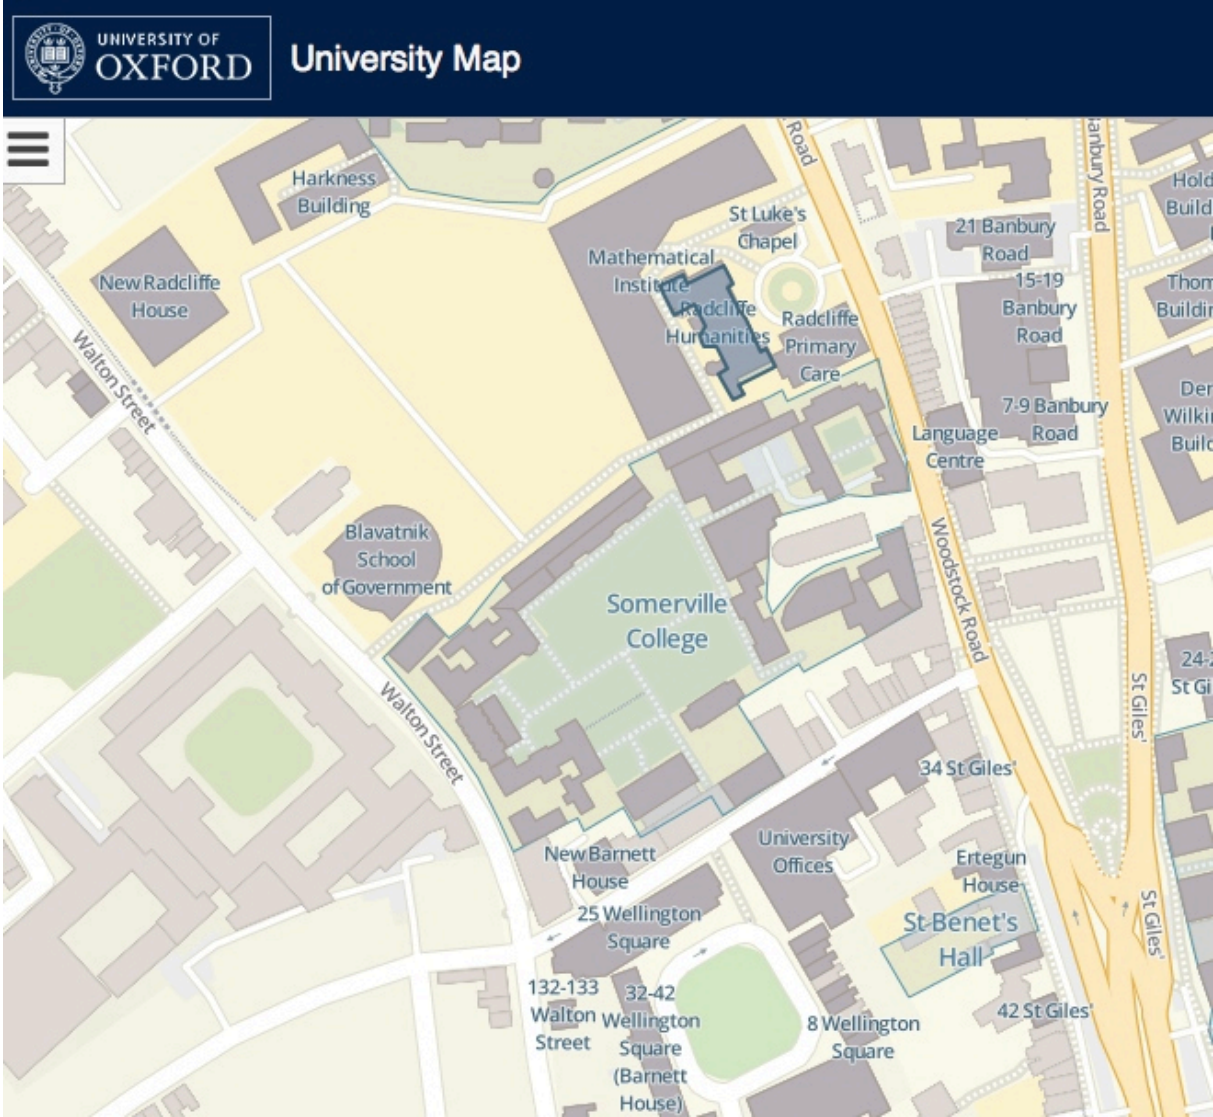 UNIVERSITY OF
OXFORD
University Map
Road
Banbury Road
Harkness
Building
St Luke's
Chapel
21 Banbury
Road
Mathematical
Institute
New Radcliffe
House
15-19
Banbury
Road
Radcliffe
Humanities
Radcliffe
Primary
Care
Walton Street
7-9 Banbury
Road
Language
Centre
Blavatnik
School
of Government
Woodstock Road
Somerville
College
St Giles'
Walton Street
34 St Giles'
University
Offices
New Barnett
House
Ertegun
House
25 Wellington
Square
St Benet's
Hall
St Giles'
132-133
Walton
Street
32-42
Wellington
Square
(Barnett
House)
8 Wellington
Square
42 St Giles'